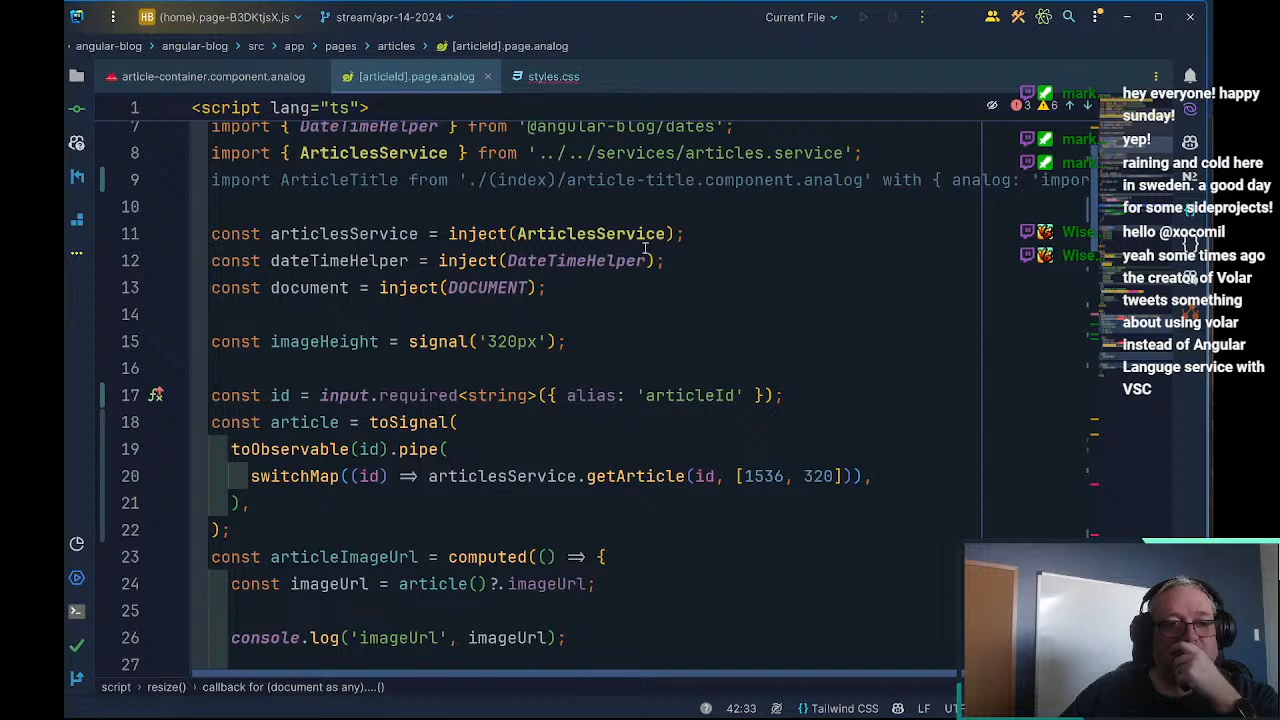 HB (howto).page-B3DKtjsX.js
stream/apr-14-2024
Current File
angular-blog > angular-blog > src > app > pages > articles > [articleId].page.analog
article-container.component.analog
[articleId].page.analog
styles.css
1 <script lang="ts">
3 6
7 import { DateTimeHelper } from '@angular-blog/dates';
8 import { ArticlesService } from '../../services/articles.service';
9 import ArticleTitle from './(index)/article-title.component.analog' with { analog: 'impor
10
11 const articlesService = inject(ArticlesService);
12 const dateTimeHelper = inject(DateTimeHelper);
13 const document = inject(DOCUMENT);
14
15 const imageHeight = signal('320px');
16
17 const id = input.required<string>({ alias: 'articleId' });
18 const article = toSignal(
19 toObservable(id).pipe(
20 switchMap((id) => articlesService.getArticle(id, [1536, 320])),
21 ),
22 );
23 const articleImageUrl = computed(() => {
24 const imageUrl = article()?.imageUrl;
25
26 console.log('imageUrl', imageUrl);
27
script > resize() > callback for (document as any)....()
42:33 {} Tailwind CSS LF
mark
hey everyone! happy
sunday!
mark
yep!
mark
raining and cold here
in sweden. a good day
for some sideprojects!
Wise
hello @xocomil
Wise
yeah some times ago
the creator of Volar
tweets something
about using volar
instead of Angular
Languge service with
VSC